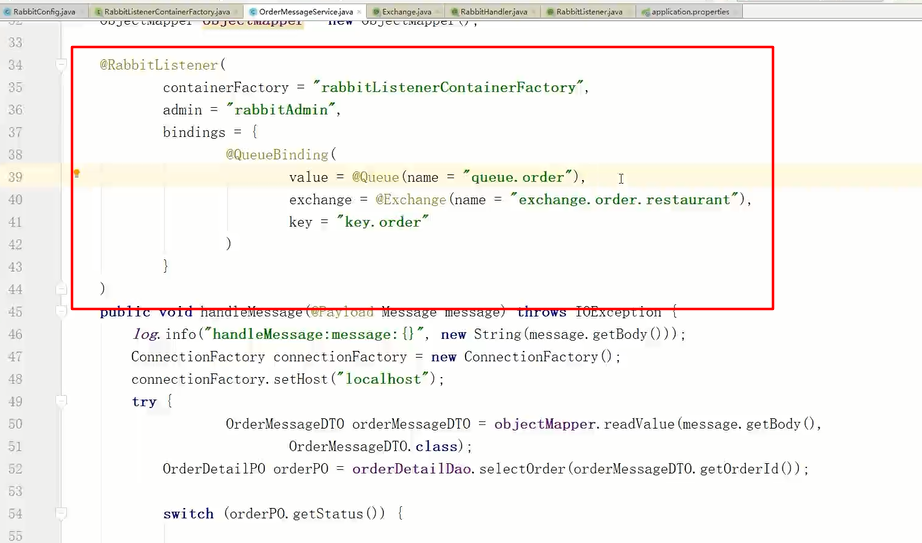 RabbitConfig.java RabbitListenerContainerFactory.java OrderMessageService.java Exchange.java RabbitHandler.java RabbitListener.java application.properties
32 ObjectMapper objectMapper = new ObjectMapper();
33
34 @RabbitListener(
35 containerFactory = "rabbitListenerContainerFactory",
36 admin = "rabbitAdmin",
37 bindings = {
38 @QueueBinding(
39 value = @Queue(name = "queue.order"),
40 exchange = @Exchange(name = "exchange.order.restaurant"),
41 key = "key.order"
42 )
43 }
44 )
45 public void handleMessage(@Payload Message message) throws IOException {
46 log.info("handleMessage:message:{}", new String(message.getBody()));
47 ConnectionFactory connectionFactory = new ConnectionFactory();
48 connectionFactory.setHost("localhost");
49 try {
50 OrderMessageDTO orderMessageDTO = objectMapper.readValue(message.getBody(),
51 OrderMessageDTO.class);
52 OrderDetailPO orderPO = orderDetailDao.selectOrder(orderMessageDTO.getOrderId());
53
54 switch (orderPO.getStatus()) {
55